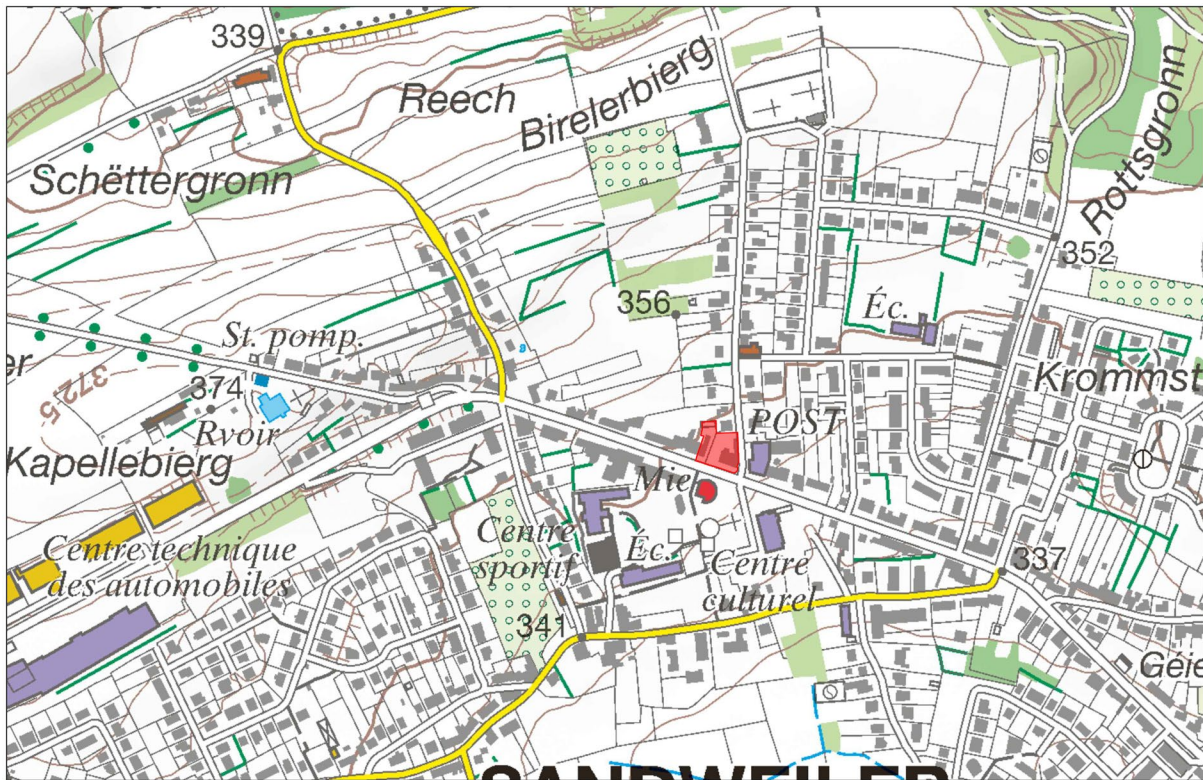 339
Reech
Birelerbierg
Schëttergronn
Rottsgronn
352
356
Éc.
St. pomp.
372.5
374
Rvoir
Krommst
POST
Kapellebierg
Mie
Centre technique
des automobiles
Centre
sportif
Éc.
Centre
culturel
337
341
Geie
SANDWEILER